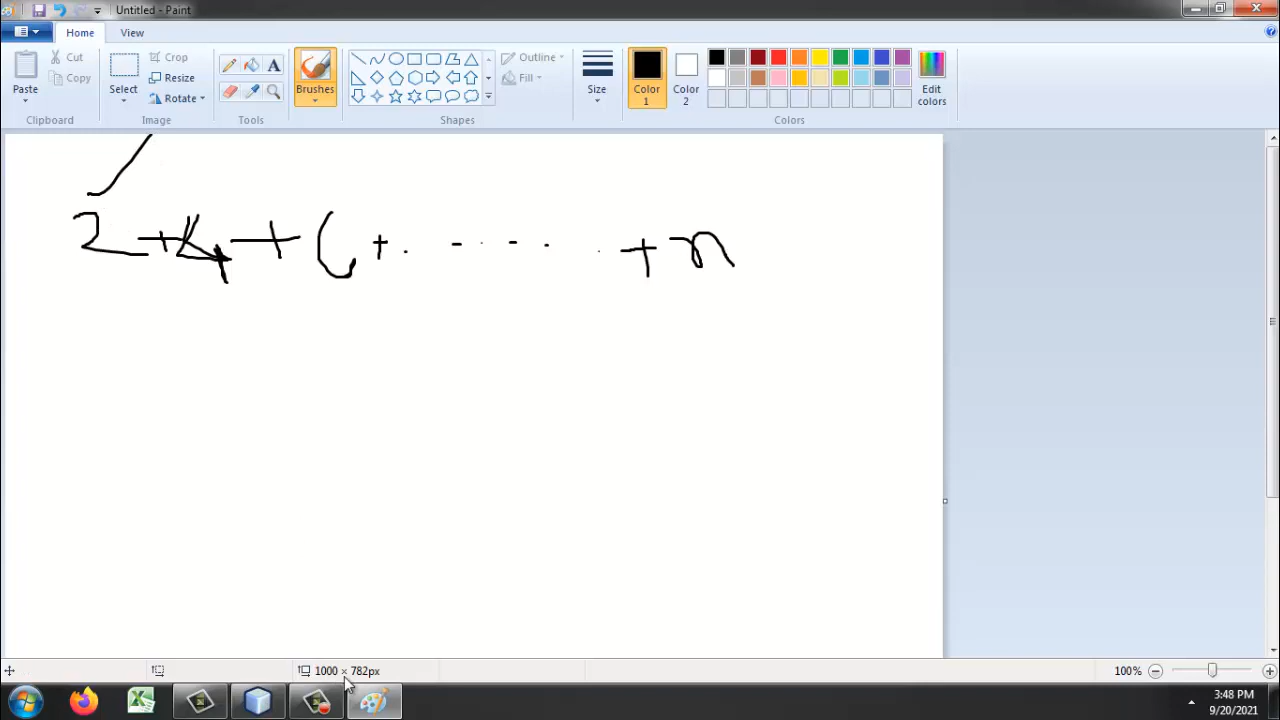 Untitled - Paint
Home View
Paste Cut Copy Select Crop Resize Rotate Brushes Outline Fill Size Color 1 Color 2 Edit colors
Clipboard Image Tools Shapes Colors
2 + 4 + 6 + . - . - . - . . + n
1000 × 782px 100%
3:48 PM
9/20/2021